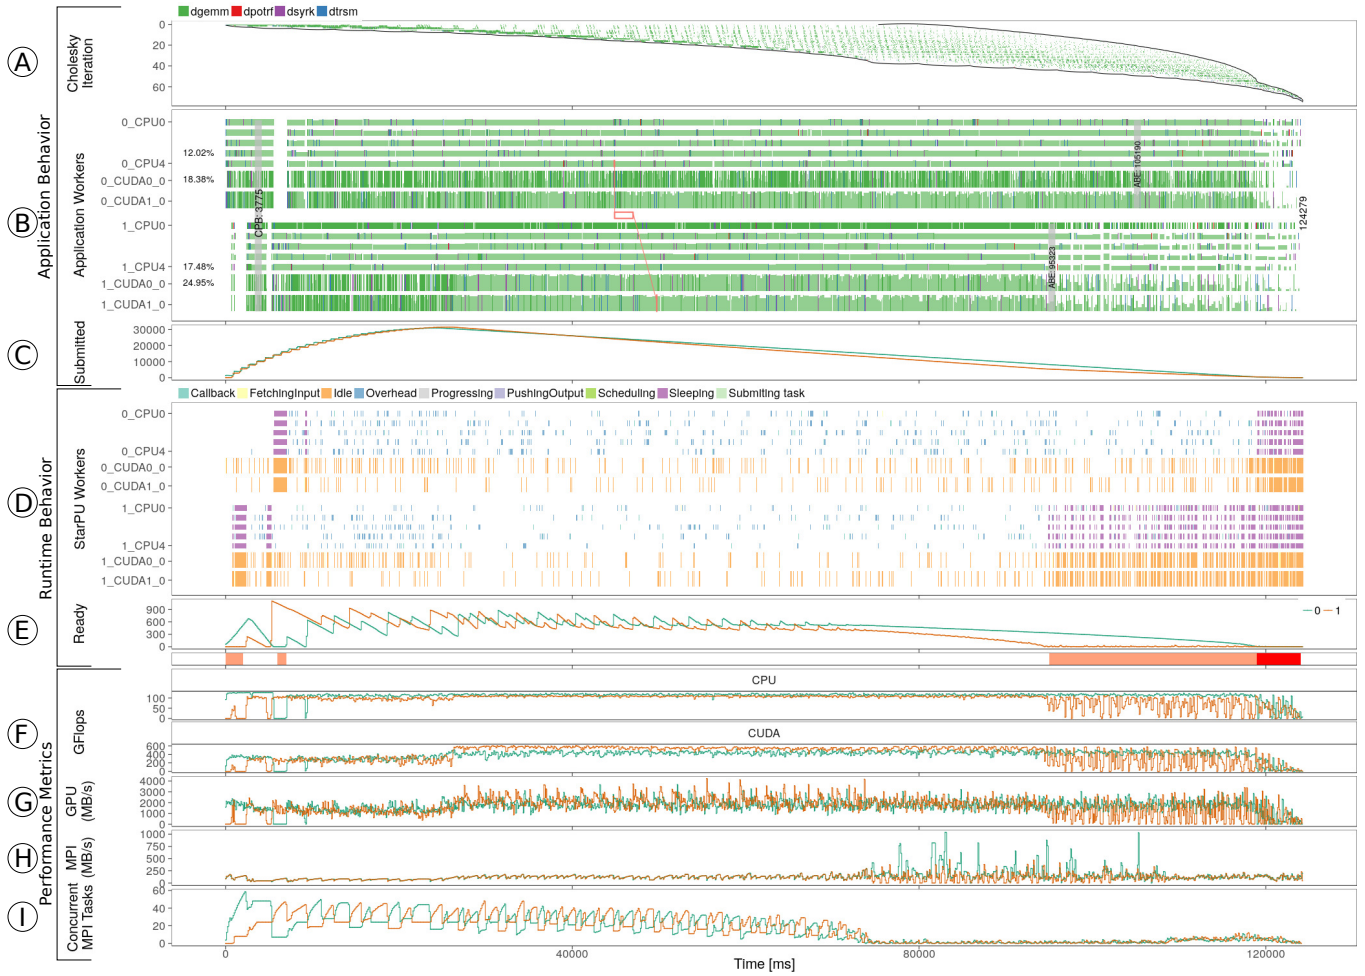 dgemm dpotrf dsyrk dtrsm
A
Cholesky
Iteration
0
20
40
60
Application Behavior
B
Application Workers
0_CPU0
12.02%
0_CPU4
18.38%
0_CUDA0_0
0_CUDA1_0
1_CPU0
17.48%
1_CPU4
24.95%
1_CUDA0_0
1_CUDA1_0
CPB: 3775
ABE: 105190
ABE: 95323
124279
C
Submitted
30000
20000
10000
0
Callback FetchingInput Idle Overhead Progressing PushingOutput Scheduling Sleeping Submiting task
Runtime Behavior
D
StarPU Workers
0_CPU0
0_CPU4
0_CUDA0_0
0_CUDA1_0
1_CPU0
1_CPU4
1_CUDA0_0
1_CUDA1_0
E
Ready
900
600
300
0
0 1
Performance Metrics
F
GFlops
CPU
100
50
0
CUDA
600
400
200
0
G
GPU
(MB/s)
4000
3000
2000
1000
0
H
MPI
(MB/s)
1000
750
500
250
0
I
Concurrent
MPI Tasks
60
40
20
0
0 40000 80000 120000
Time [ms]